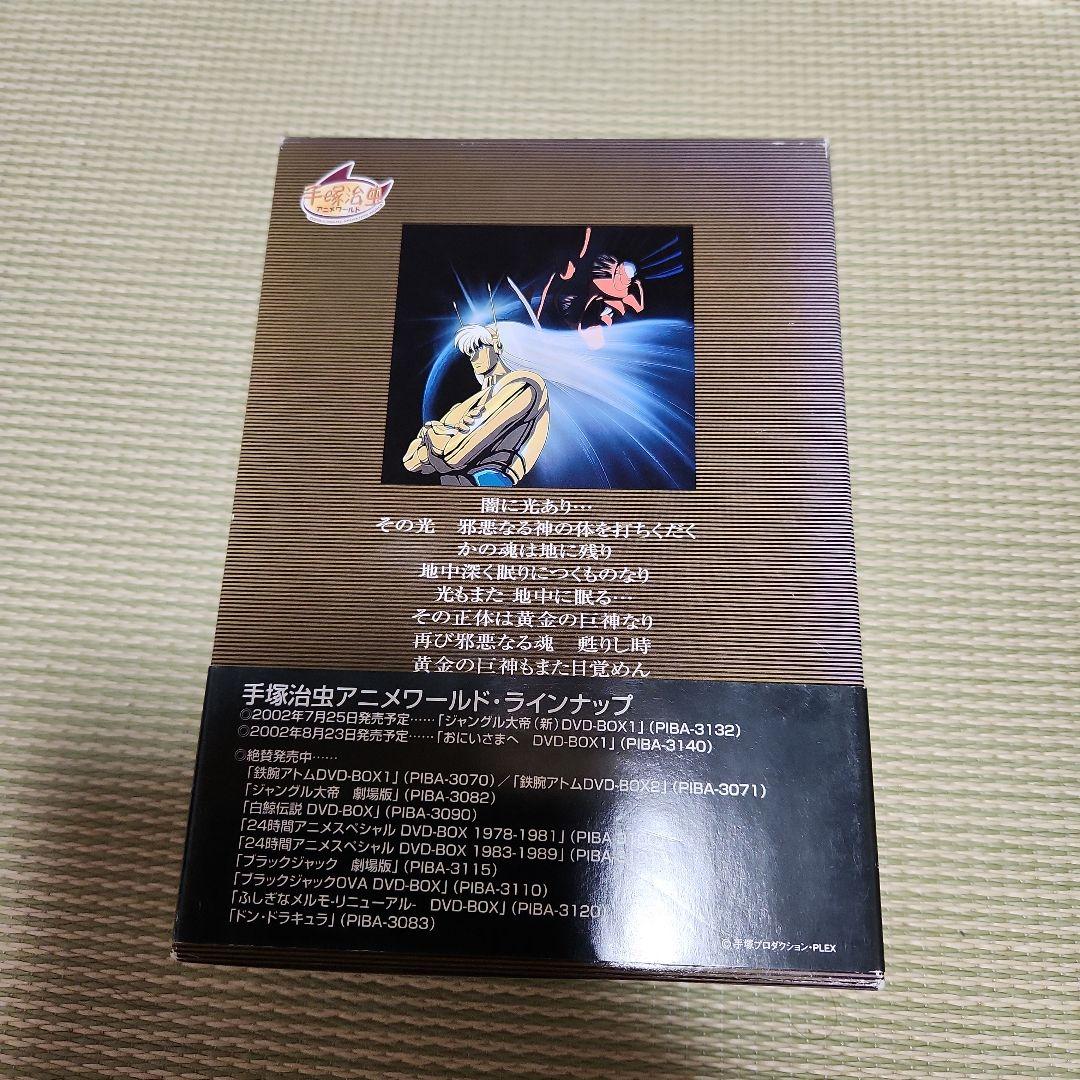 手塚治虫
アニメワールド
闇に光あり…
その光　邪悪なる神の体を打ちくだく
かの魂は地に残り
地中深く眠りにつくものなり
光もまた 地中に眠る…
その正体は黄金の巨神なり
再び邪悪なる魂　甦りし時
黄金の巨神もまた目覚めん
手塚治虫アニメワールド・ラインナップ
◎2002年7月25日発売予定……「ジャングル大帝（新）DVD-BOX1」（PIBA-3132）
◎2002年8月23日発売予定……「おにいさまへ　DVD-BOX1」（PIBA-3140）
◎絶賛発売中……
「鉄腕アトムDVD-BOX1」（PIBA-3070）／「鉄腕アトムDVD-BOX2」（PIBA-3071）
「ジャングル大帝　劇場版」（PIBA-3082）
「白鯨伝説 DVD-BOX」（PIBA-3090）
「24時間アニメスペシャル DVD-BOX 1978-1981」（PIBA
「24時間アニメスペシャル DVD-BOX 1983-1989」（PIBA
「ブラックジャック　劇場版」（PIBA-3115）
「ブラックジャックOVA DVD-BOX」（PIBA-3110）
「ふしぎなメルモ-リニューアル-　DVD-BOX」（PIBA-3120）
「ドン・ドラキュラ」（PIBA-3083）
©手塚プロダクション・PLEX